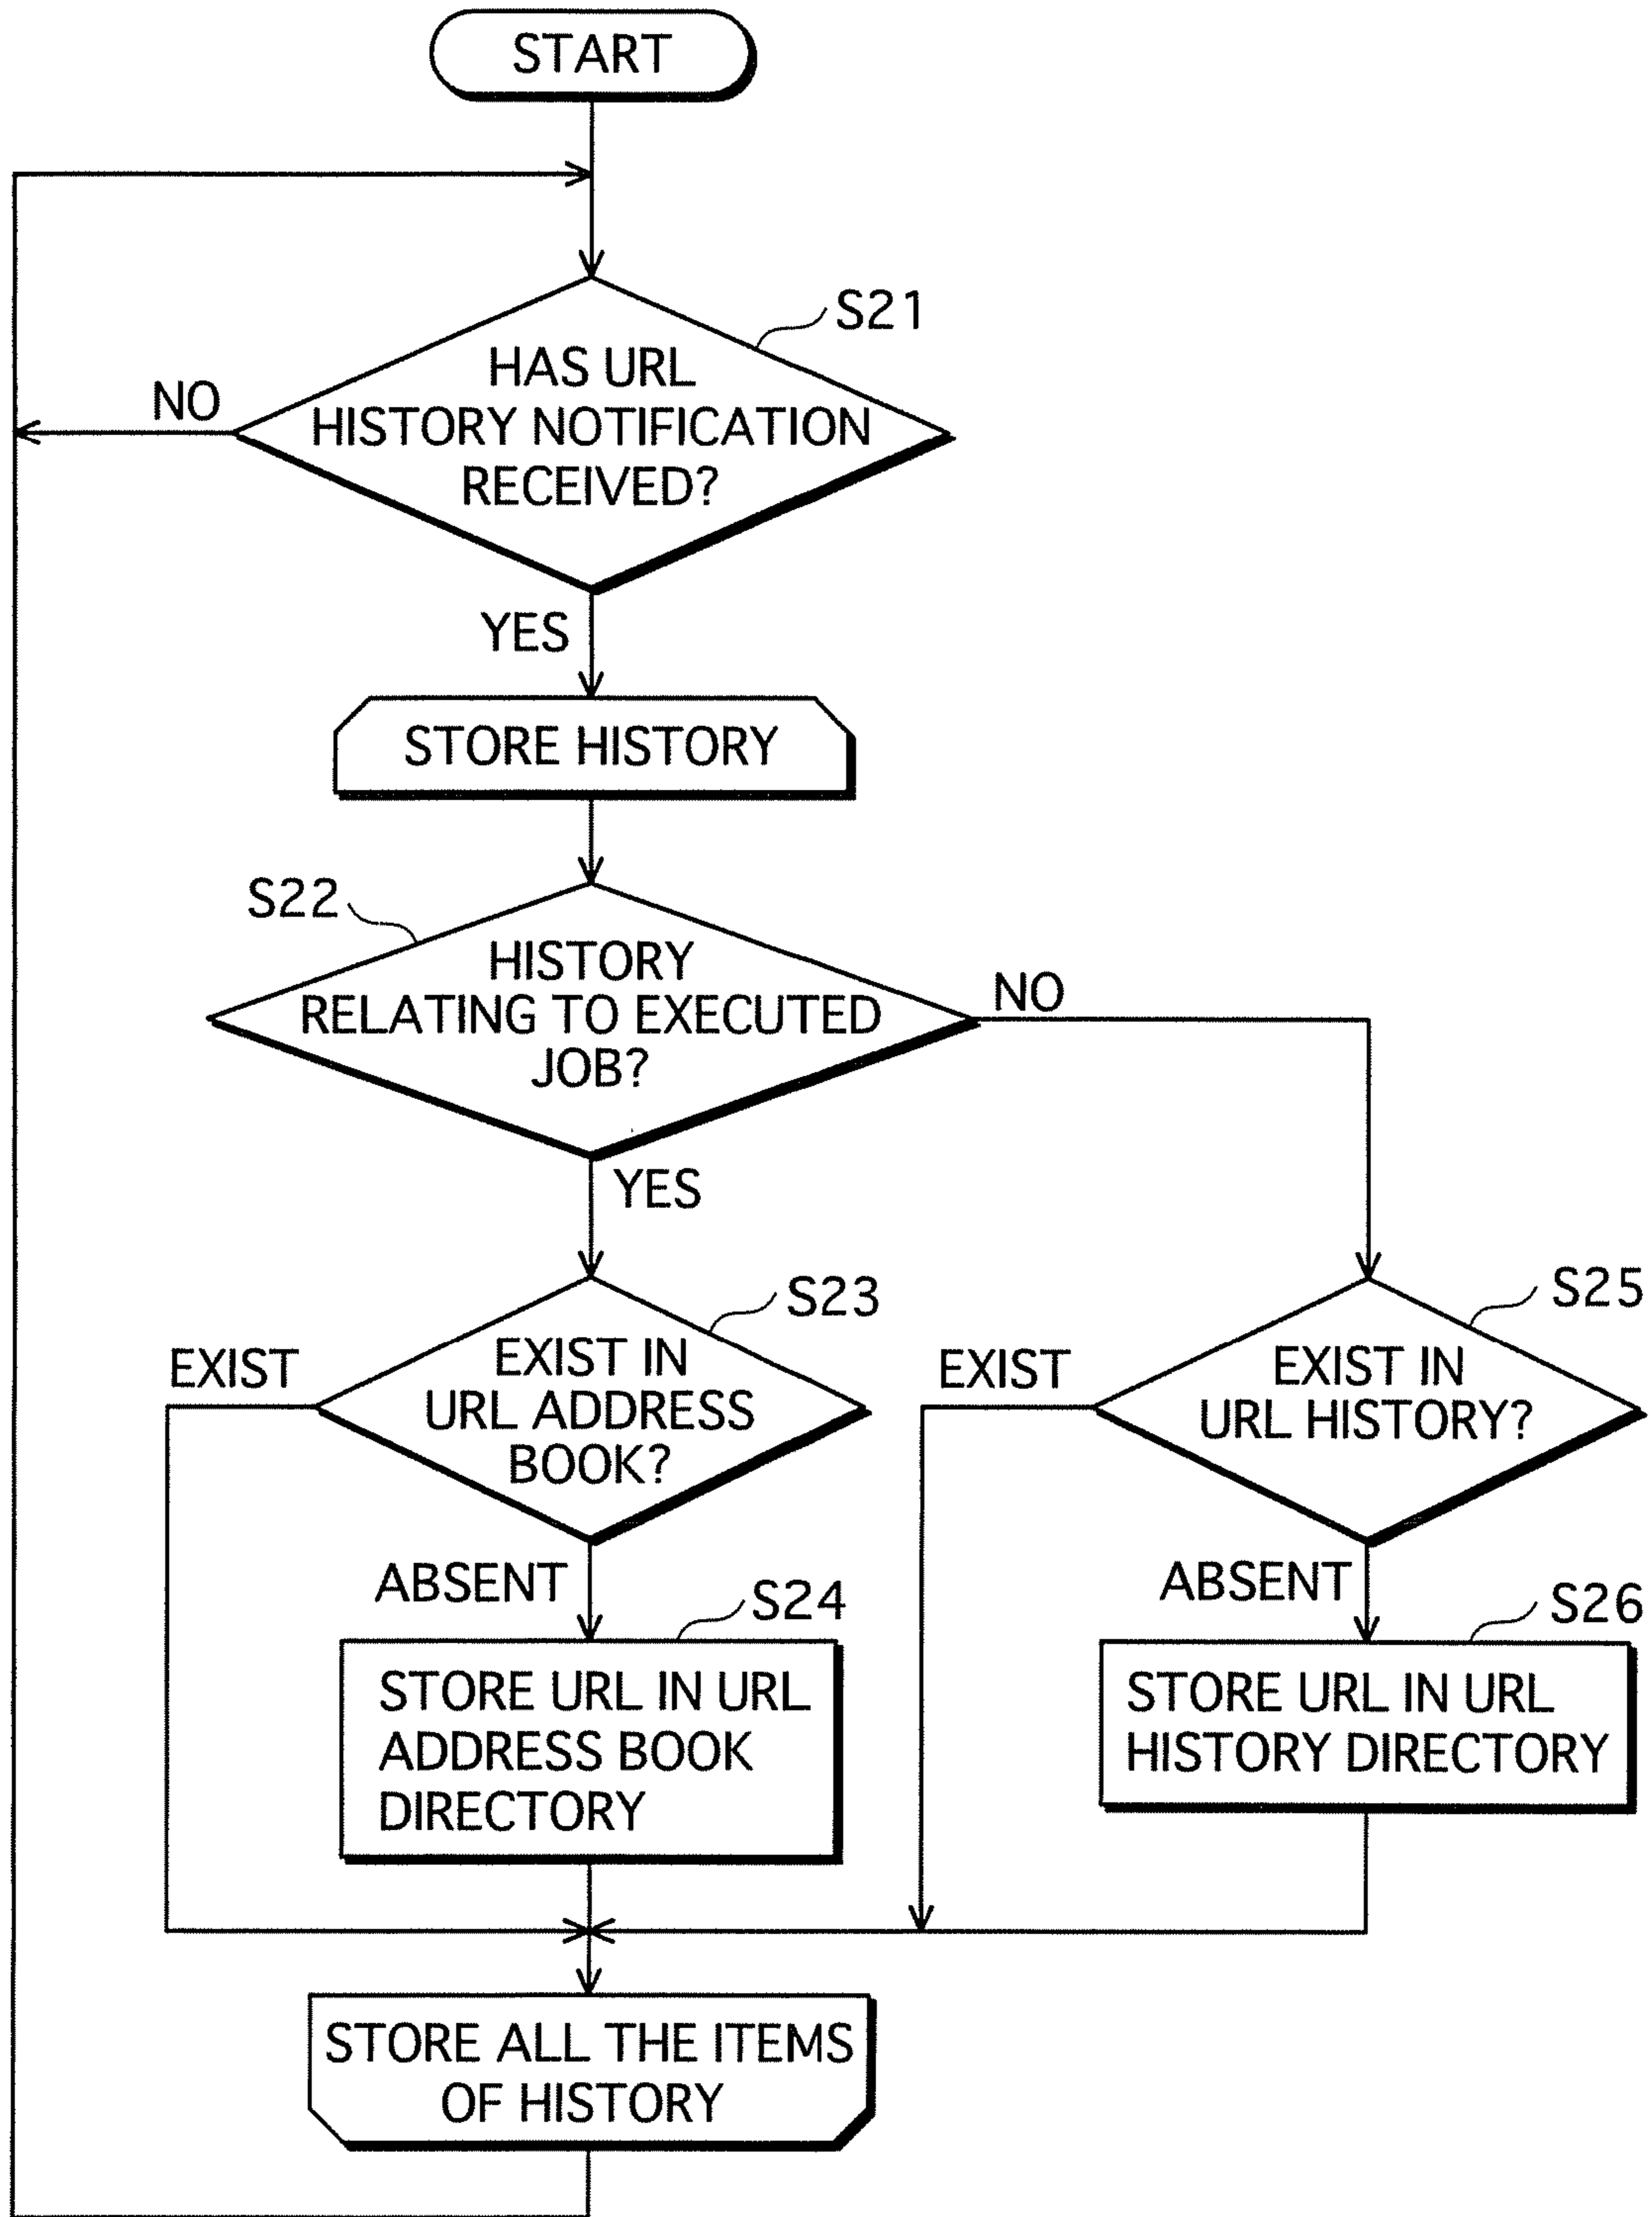 START
S21
HAS URL
HISTORY NOTIFICATION
RECEIVED?
NO
YES
STORE HISTORY
S22
HISTORY
RELATING TO EXECUTED
JOB?
NO
YES
S23
EXIST IN
URL ADDRESS
BOOK?
EXIST
S25
EXIST IN
URL HISTORY?
EXIST
ABSENT
S24
STORE URL IN URL
ADDRESS BOOK
DIRECTORY
ABSENT
S26
STORE URL IN URL
HISTORY DIRECTORY
STORE ALL THE ITEMS
OF HISTORY